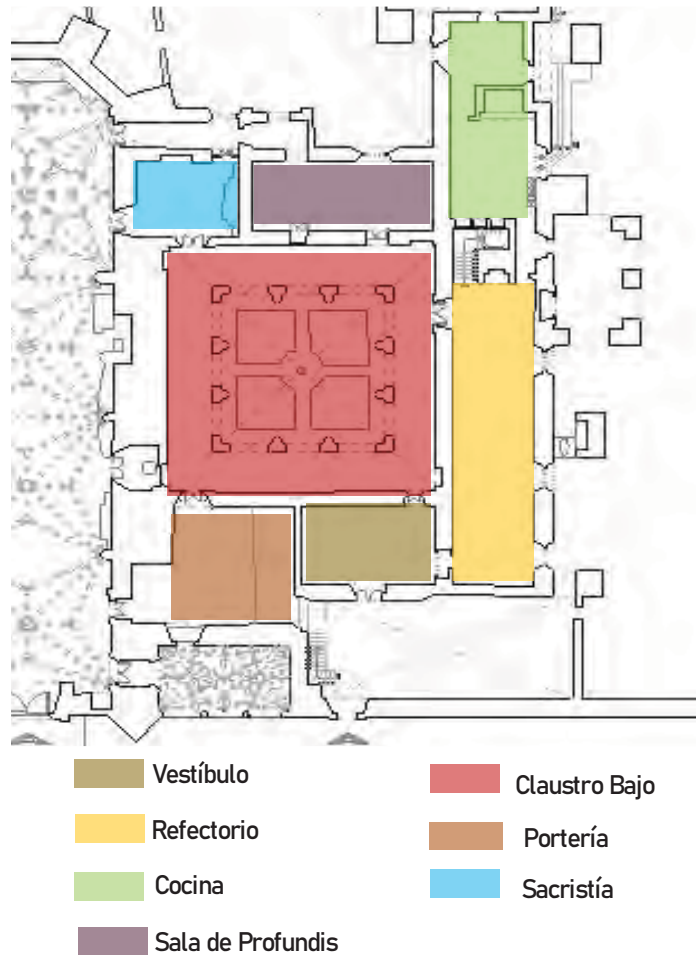 Vestíbulo
Refectorio
Cocina
Sala de Profundis
Claustro Bajo
Portería
Sacristía